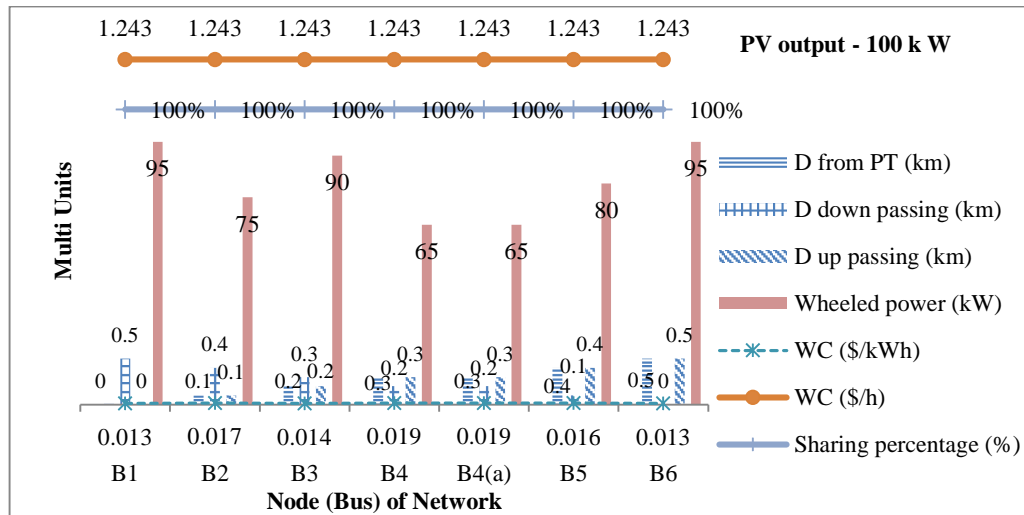 1.243 1.243 1.243 1.243 1.243 1.243 1.243
PV output - 100 k W
100% 100% 100% 100% 100% 100% 100%
95 75 90 65 65 80 95
Multi Units
D from PT (km)
D down passing (km)
D up passing (km)
Wheeled power (kW)
WC ($/kWh)
WC ($/h)
Sharing percentage (%)
0 0.5 0
0.1 0.4 0.1
0.2 0.3 0.2
0.3 0.2 0.3
0.3 0.2 0.3
0.4 0.1 0.4
0.5 0 0.5
0.013 0.017 0.014 0.019 0.019 0.016 0.013
B1 B2 B3 B4 B4(a) B5 B6
Node (Bus) of Network